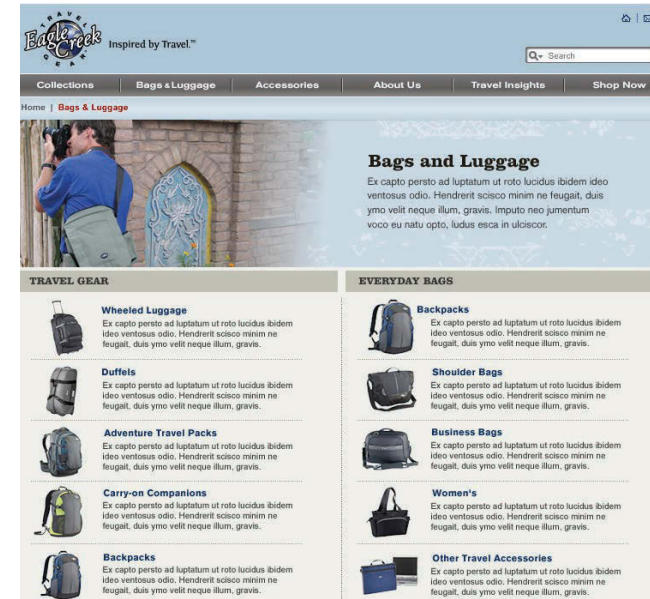 TRAVEL
Eagle Creek
GEAR
Inspired by Travel.™
Search
Collections
Bags & Luggage
Accessories
About Us
Travel Insights
Shop Now
Home | Bags & Luggage
Bags and Luggage
Ex capto persto ad luptatum ut roto lucidus ibidem ideo
ventosus odio. Hendrerit scisco minim ne feugait, duis
ymo velit neque illum, gravis. Imputo neo jumentum
voco eu natu opto, ludus esca in ulciscor.
TRAVEL GEAR
Wheeled Luggage
Ex capto persto ad luptatum ut roto lucidus ibidem
ideo ventosus odio. Hendrerit scisco minim ne
feugait, duis ymo velit neque illum, gravis.
Duffels
Ex capto persto ad luptatum ut roto lucidus ibidem
ideo ventosus odio. Hendrerit scisco minim ne
feugait, duis ymo velit neque illum, gravis.
Adventure Travel Packs
Ex capto persto ad luptatum ut roto lucidus ibidem
ideo ventosus odio. Hendrerit scisco minim ne
feugait, duis ymo velit neque illum, gravis.
Carry-on Companions
Ex capto persto ad luptatum ut roto lucidus ibidem
ideo ventosus odio. Hendrerit scisco minim ne
feugait, duis ymo velit neque illum, gravis.
Backpacks
Ex capto persto ad luptatum ut roto lucidus ibidem
ideo ventosus odio. Hendrerit scisco minim ne
feugait, duis ymo velit neque illum, gravis.
EVERYDAY BAGS
Backpacks
Ex capto persto ad luptatum ut roto lucidus ibidem
ideo ventosus odio. Hendrerit scisco minim ne
feugait, duis ymo velit neque illum, gravis.
Shoulder Bags
Ex capto persto ad luptatum ut roto lucidus ibidem
ideo ventosus odio. Hendrerit scisco minim ne
feugait, duis ymo velit neque illum, gravis.
Business Bags
Ex capto persto ad luptatum ut roto lucidus ibidem
ideo ventosus odio. Hendrerit scisco minim ne
feugait, duis ymo velit neque illum, gravis.
Women's
Ex capto persto ad luptatum ut roto lucidus ibidem
ideo ventosus odio. Hendrerit scisco minim ne
feugait, duis ymo velit neque illum, gravis.
Other Travel Accessories
Ex capto persto ad luptatum ut roto lucidus ibidem
ideo ventosus odio. Hendrerit scisco minim ne
feugait, duis ymo velit neque illum, gravis.